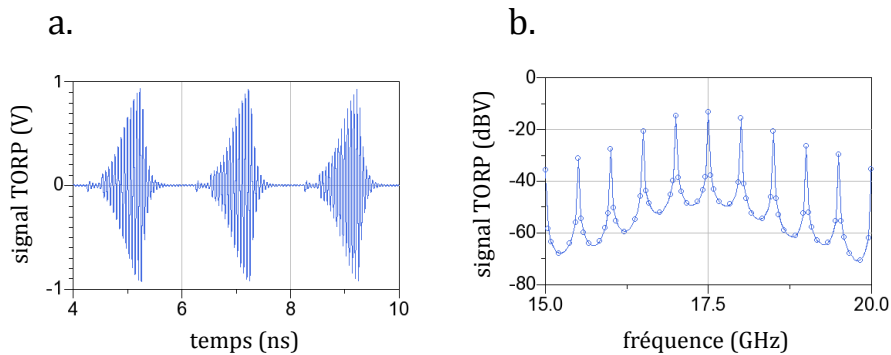 a.
signal TORP (V)
1
0
-1
4
6
8
10
temps (ns)
b.
signal TORP (dBV)
0
-20
-40
-60
-80
15.0
17.5
20.0
fréquence (GHz)